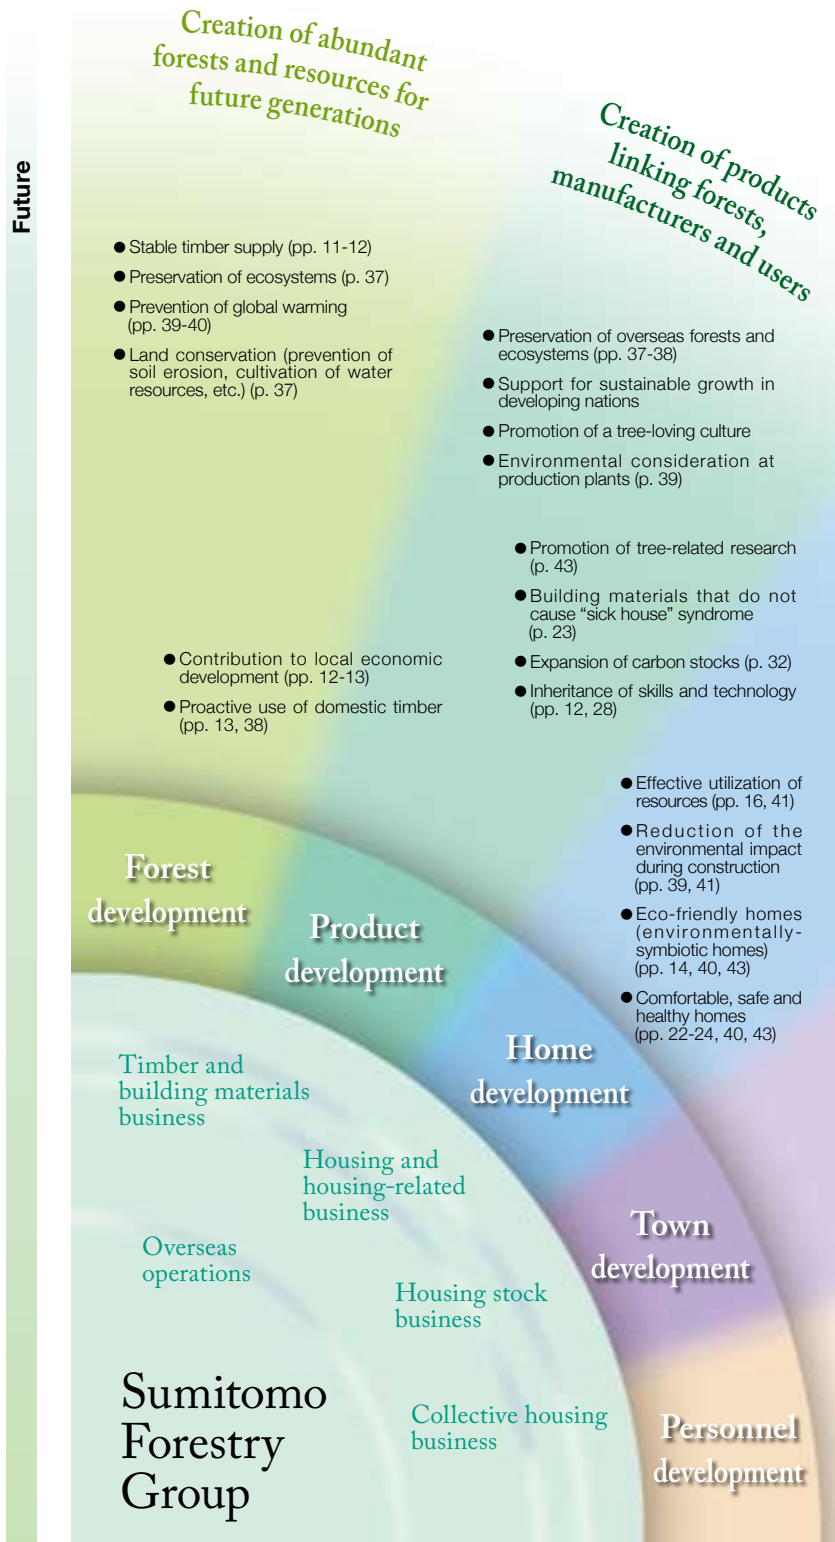 Future
Creation of abundant
forests and resources for
future generations
Creation of products
linking forests,
manufacturers and users
● Stable timber supply (pp. 11-12)
● Preservation of ecosystems (p. 37)
● Prevention of global warming
(pp. 39-40)
● Land conservation (prevention of
soil erosion, cultivation of water
resources, etc.) (p. 37)
● Preservation of overseas forests and
ecosystems (pp. 37-38)
● Support for sustainable growth in
developing nations
● Promotion of a tree-loving culture
● Environmental consideration at
production plants (p. 39)
● Promotion of tree-related research
(p. 43)
● Building materials that do not
cause “sick house” syndrome
(p. 23)
● Expansion of carbon stocks (p. 32)
● Inheritance of skills and technology
(pp. 12, 28)
● Contribution to local economic
development (pp. 12-13)
● Proactive use of domestic timber
(pp. 13, 38)
● Effective utilization of
resources (pp. 16, 41)
● Reduction of the
environmental impact
during construction
(pp. 39, 41)
● Eco-friendly homes
(environmentally-
symbiotic homes)
(pp. 14, 40, 43)
● Comfortable, safe and
healthy homes
(pp. 22-24, 40, 43)
Forest
development
Product
development
Home
development
Town
development
Personnel
development
Timber and
building materials
business
Housing and
housing-related
business
Overseas
operations
Housing stock
business
Collective housing
business
Sumitomo
Forestry
Group